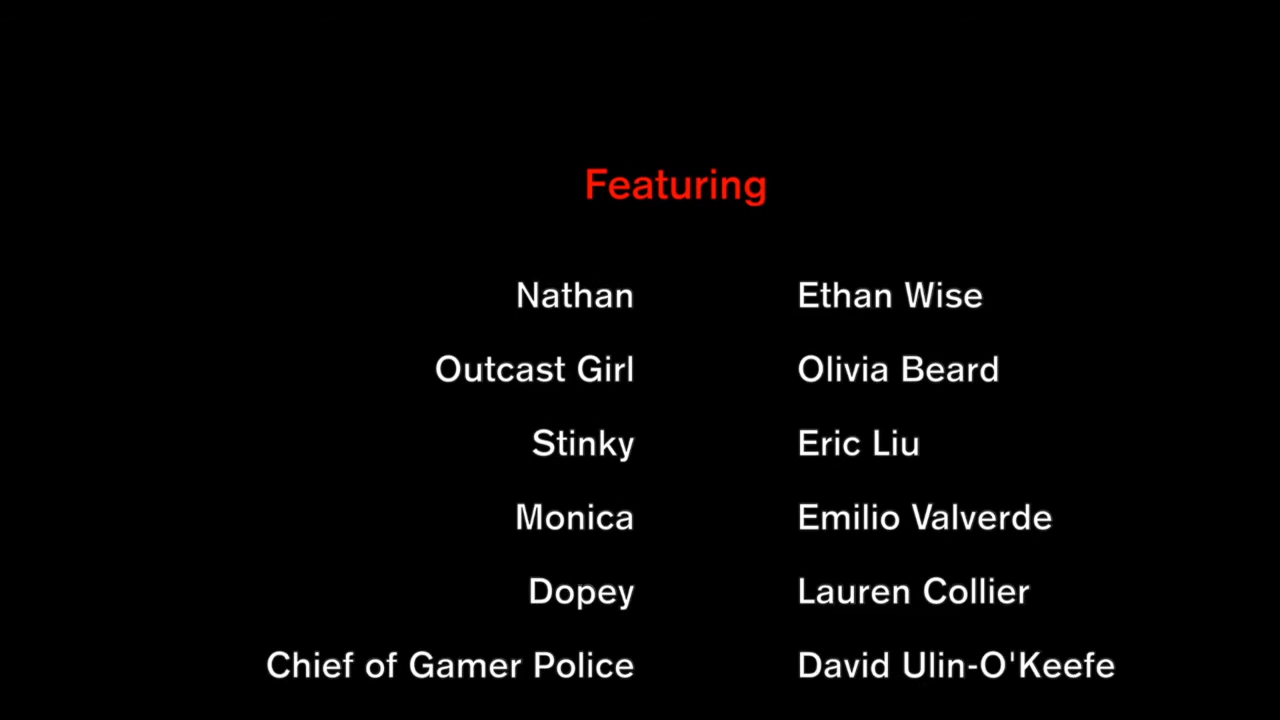 Featuring
Nathan Ethan Wise
Outcast Girl Olivia Beard
Stinky Eric Liu
Monica Emilio Valverde
Dopey Lauren Collier
Chief of Gamer Police David Ulin-O'Keefe